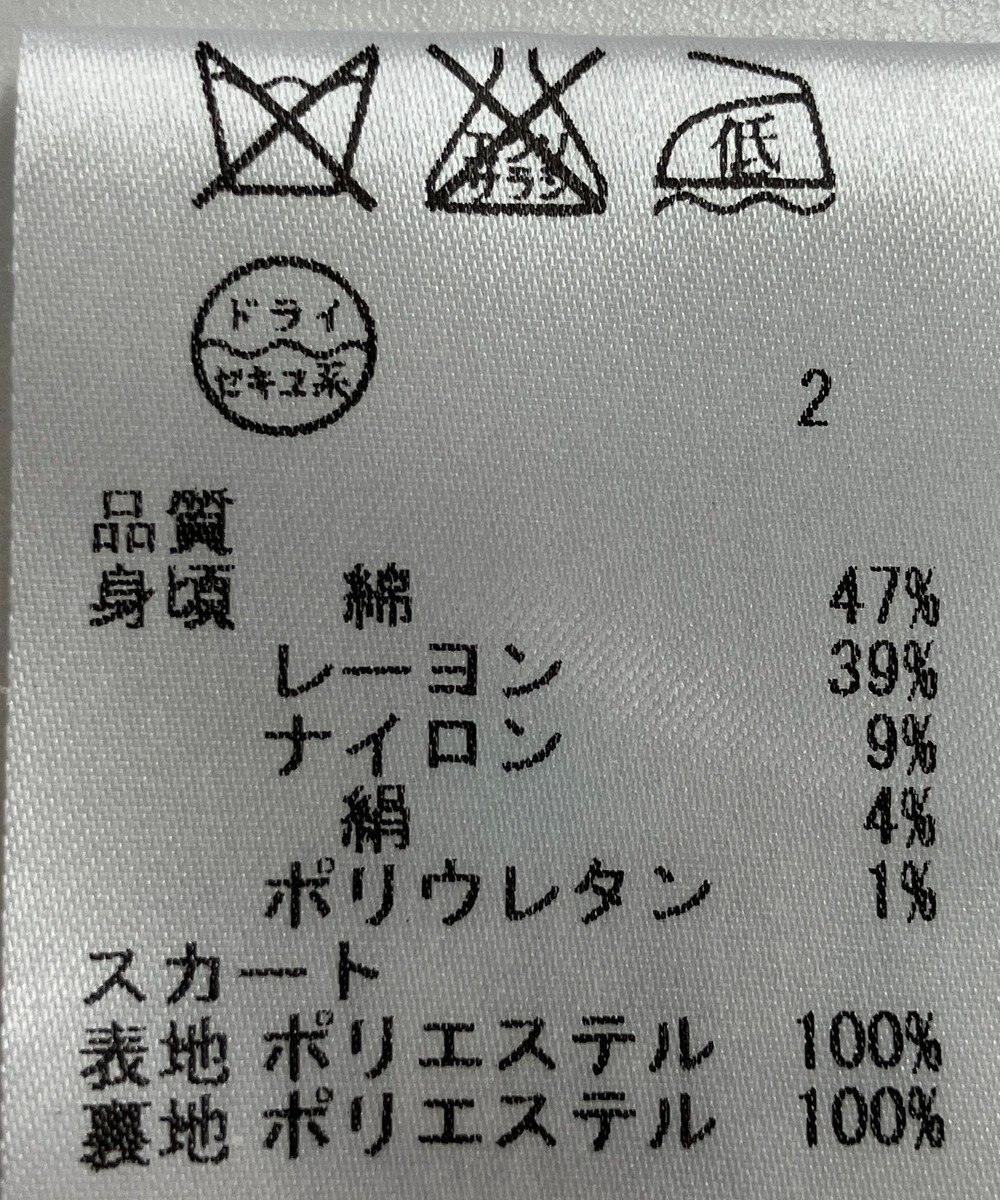 エンソ
サラシ
低
ドライ
セキユ系
2
品質
身頃 綿 47%
レーヨン 39%
ナイロン 9%
絹 4%
ポリウレタン 1%
スカート
表地 ポリエステル 100%
裏地 ポリエステル 100%